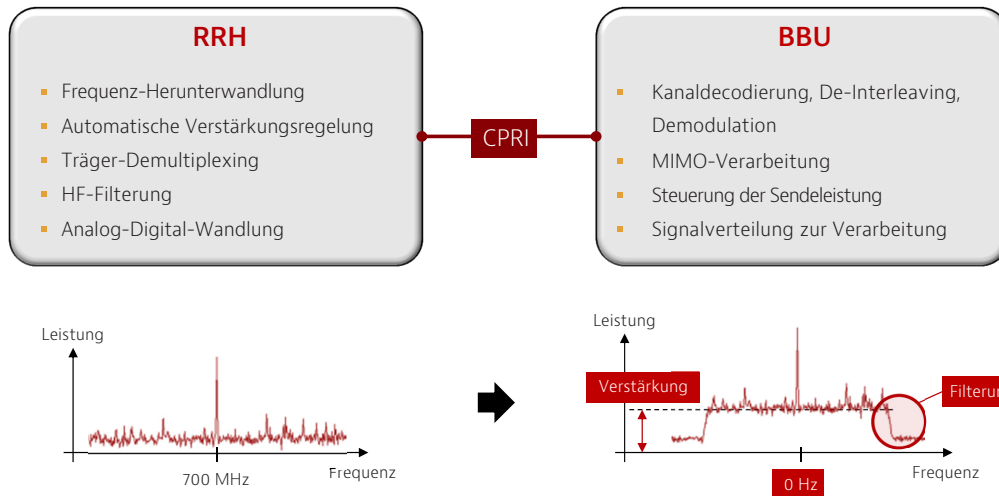 RRH
Frequenz-Herunterwandlung
Automatische Verstärkungsregelung
Träger-Demultiplexing
HF-Filterung
Analog-Digital-Wandlung
CPRI
BBU
Kanaldecodierung, De-Interleaving,
Demodulation
MIMO-Verarbeitung
Steuerung der Sendeleistung
Signalverteilung zur Verarbeitung
Leistung
700 MHz
Frequenz
Leistung
Verstärkung
Filterun
0 Hz
Frequenz